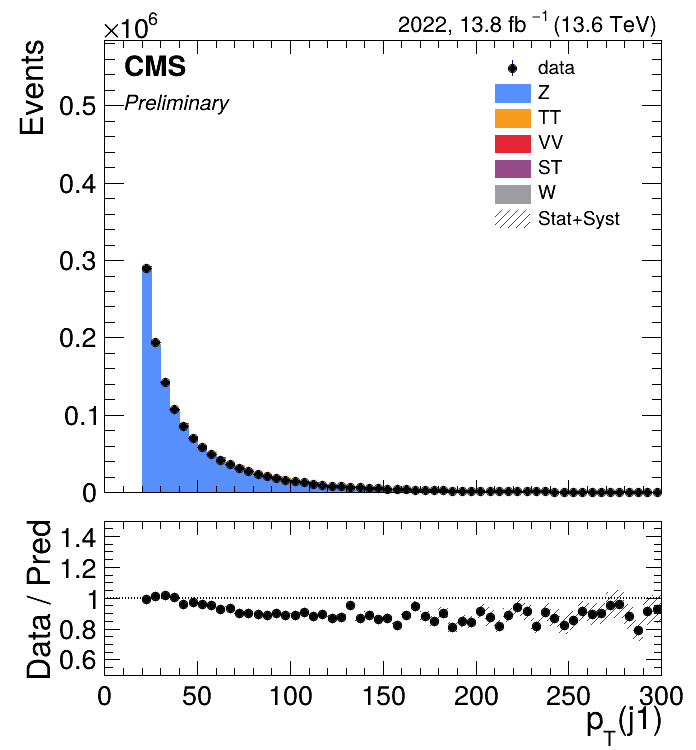 ×10⁶
2022, 13.8 fb⁻¹ (13.6 TeV)
CMS
Preliminary
Events
data
Z
TT
VV
ST
W
Stat+Syst
0.5
0.4
0.3
0.2
0.1
0
Data / Pred
1.4
1.2
1
0.8
0.6
0 50 100 150 200 250 300
p_T(j1)